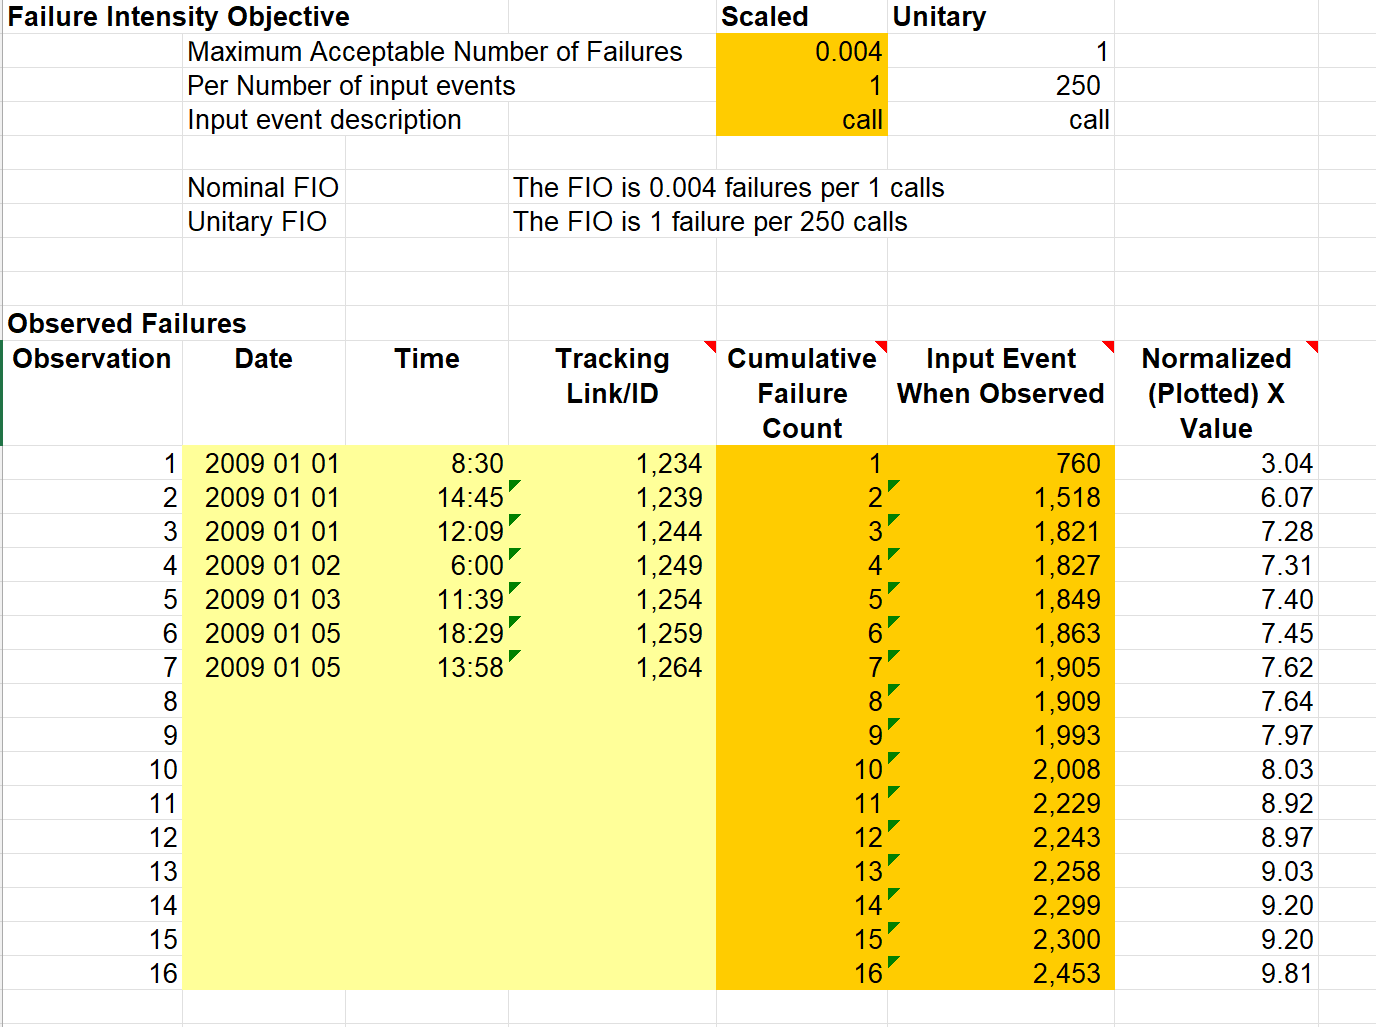 Failure Intensity Objective Scaled Unitary
Maximum Acceptable Number of Failures 0.004 1
Per Number of input events 1 250
Input event description call call
Nominal FIO The FIO is 0.004 failures per 1 calls
Unitary FIO The FIO is 1 failure per 250 calls
Observed Failures
Observation Date Time Tracking Cumulative Input Event Normalized
Link/ID Failure When Observed (Plotted) X
Count Value
1 2009 01 01 8:30 1,234 1 760 3.04
2 2009 01 01 14:45 1,239 2 1,518 6.07
3 2009 01 01 12:09 1,244 3 1,821 7.28
4 2009 01 02 6:00 1,249 4 1,827 7.31
5 2009 01 03 11:39 1,254 5 1,849 7.40
6 2009 01 05 18:29 1,259 6 1,863 7.45
7 2009 01 05 13:58 1,264 7 1,905 7.62
8 8 1,909 7.64
9 9 1,993 7.97
10 10 2,008 8.03
11 11 2,229 8.92
12 12 2,243 8.97
13 13 2,258 9.03
14 14 2,299 9.20
15 15 2,300 9.20
16 16 2,453 9.81